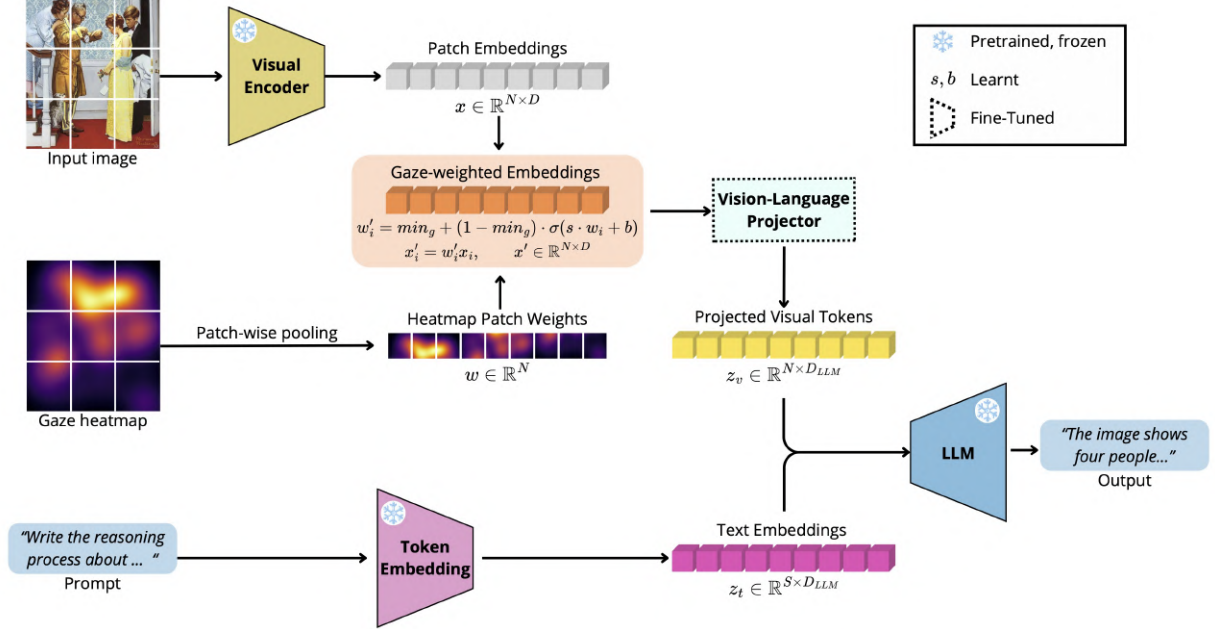 Input image
Visual
Encoder
Patch Embeddings
x ∈ ℝ^{N×D}
Pretrained, frozen
s, b Learnt
Fine-Tuned
Gaze-weighted Embeddings
w′_i = min_g + (1 − min_g) · σ(s · w_i + b)
x′_i = w′_i x_i, x′ ∈ ℝ^{N×D}
Vision-Language
Projector
Gaze heatmap
Patch-wise pooling
Heatmap Patch Weights
w ∈ ℝ^N
Projected Visual Tokens
z_v ∈ ℝ^{N×D_{LLM}}
LLM
“The image shows
four people...”
Output
“Write the reasoning
process about ... “
Prompt
Token
Embedding
Text Embeddings
z_t ∈ ℝ^{S×D_{LLM}}